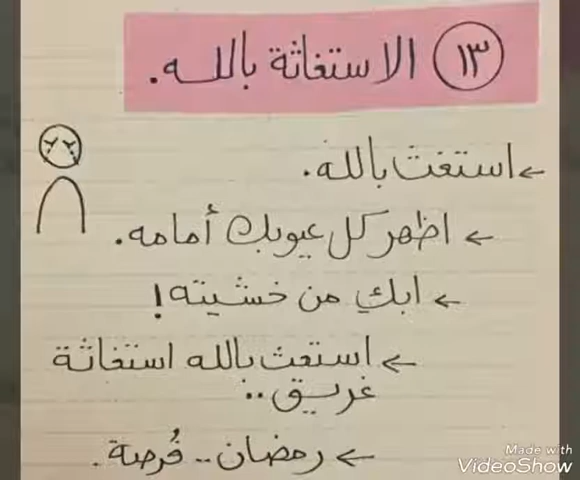 ١٣ الاستغاثة بالله.
← استغث بالله.
← اظهر كل عيوبك أمامه.
← ابكِ من خشيته!
← استغث بالله استغاثة
غريق..
← رمضان.. فُرصة.
Made with
VideoShow